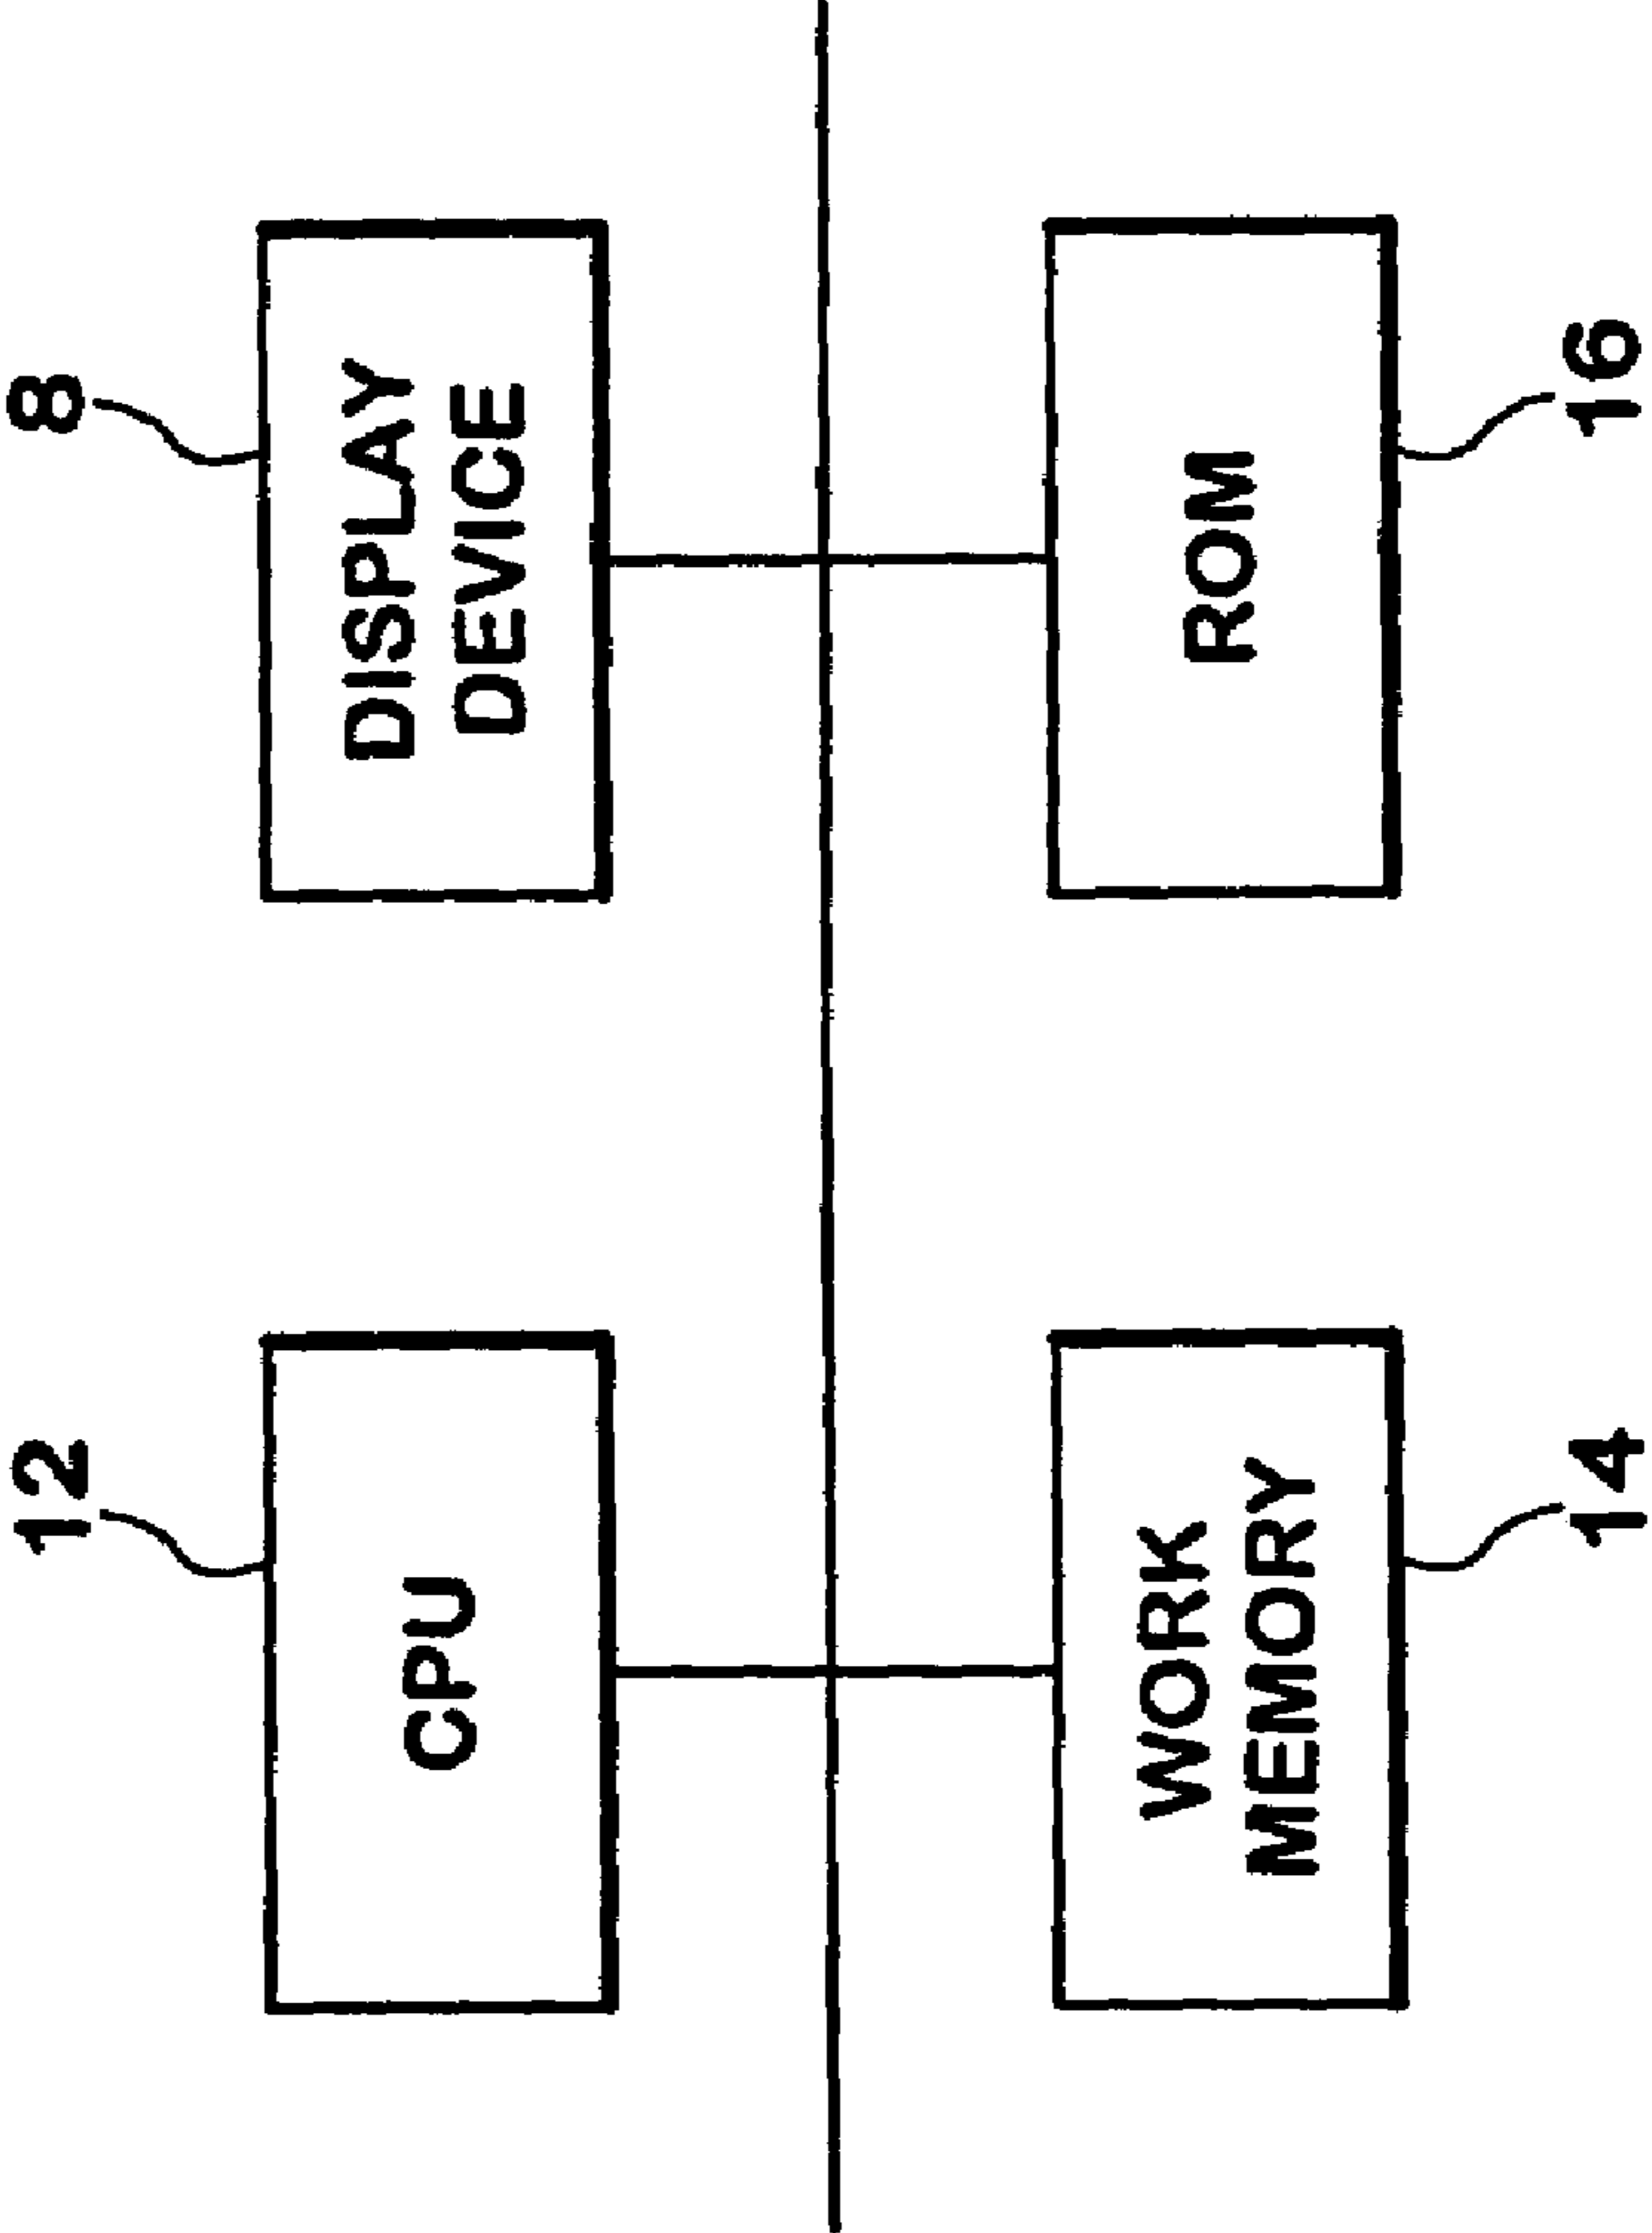 12
8
CPU
DISPLAY
DEVICE
WORK
MEMORY
ROM
14
16